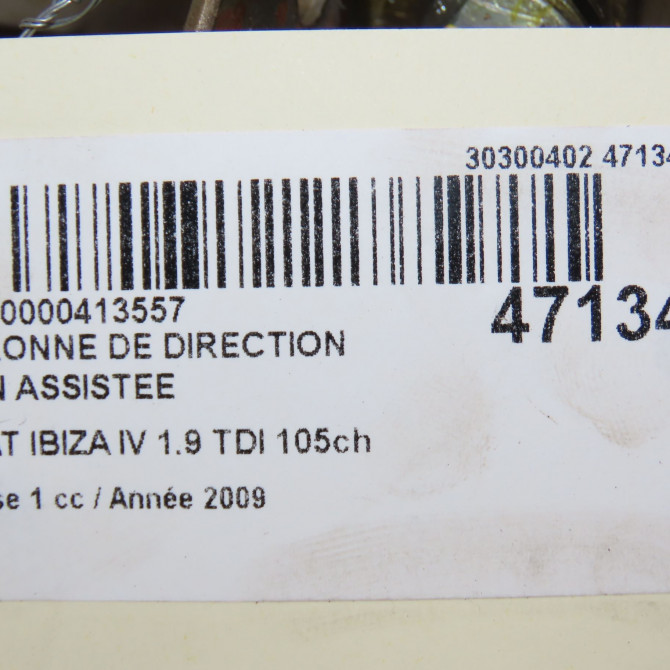 30300402 47134
0000413557
47134
ONNE DE DIRECTION
N ASSISTEE
AT IBIZA IV 1.9 TDI 105ch
se 1 cc / Année 2009